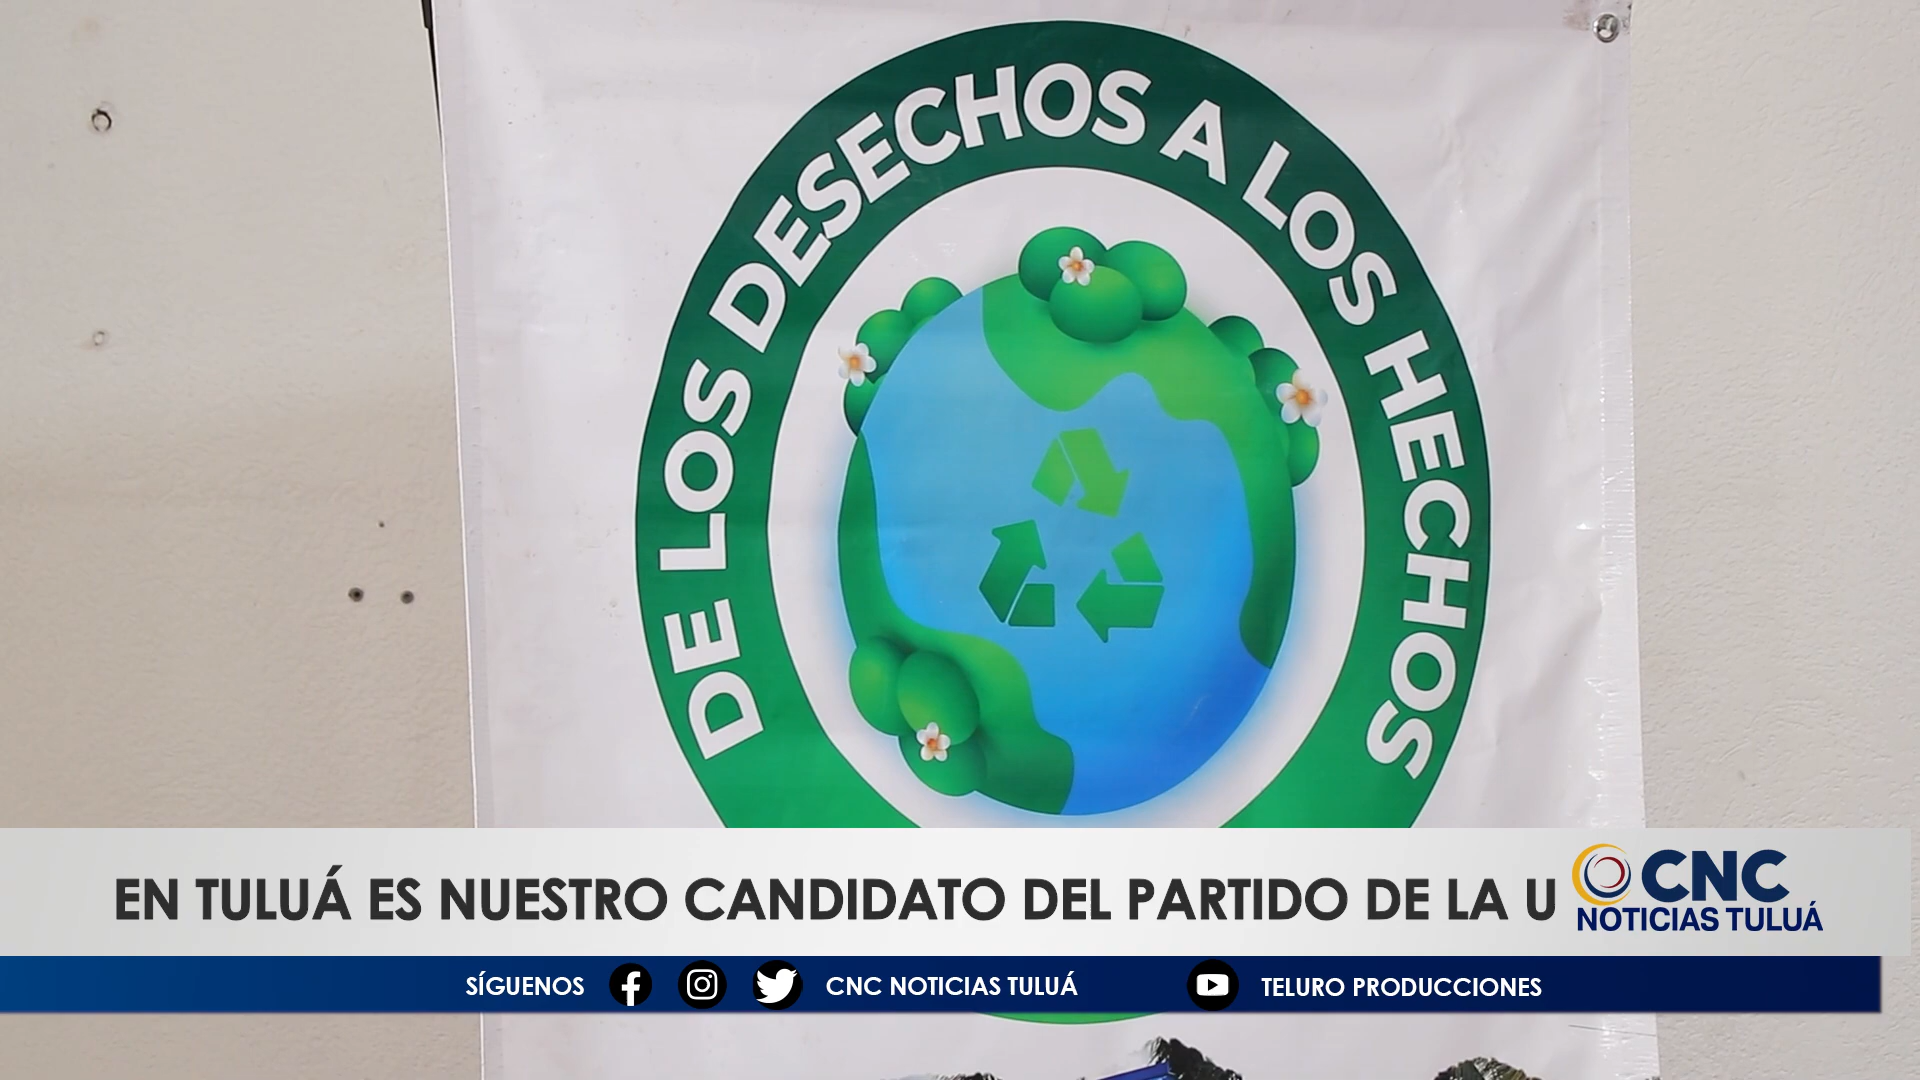 DE LOS DESECHOS A LOS HECHOS
EN TULUÁ ES NUESTRO CANDIDATO DEL PARTIDO DE LA U
CNC
NOTICIAS TULUÁ
SÍGUENOS
CNC NOTICIAS TULUÁ
TELURO PRODUCCIONES